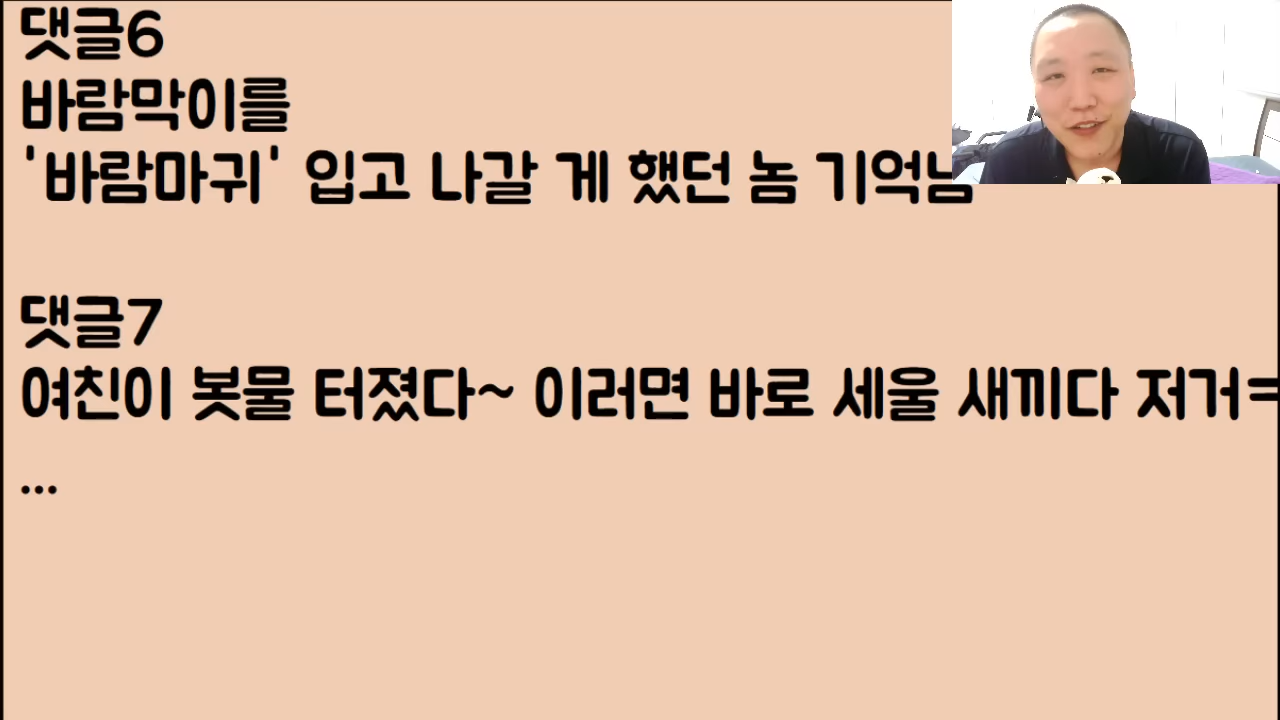 댓글6
바람막이를
'바람마귀' 입고 나갈 게 했던 놈 기억남
댓글7
여친이 봇물 터졌다~ 이러면 바로 세울 새끼다 저거ㅋ
...